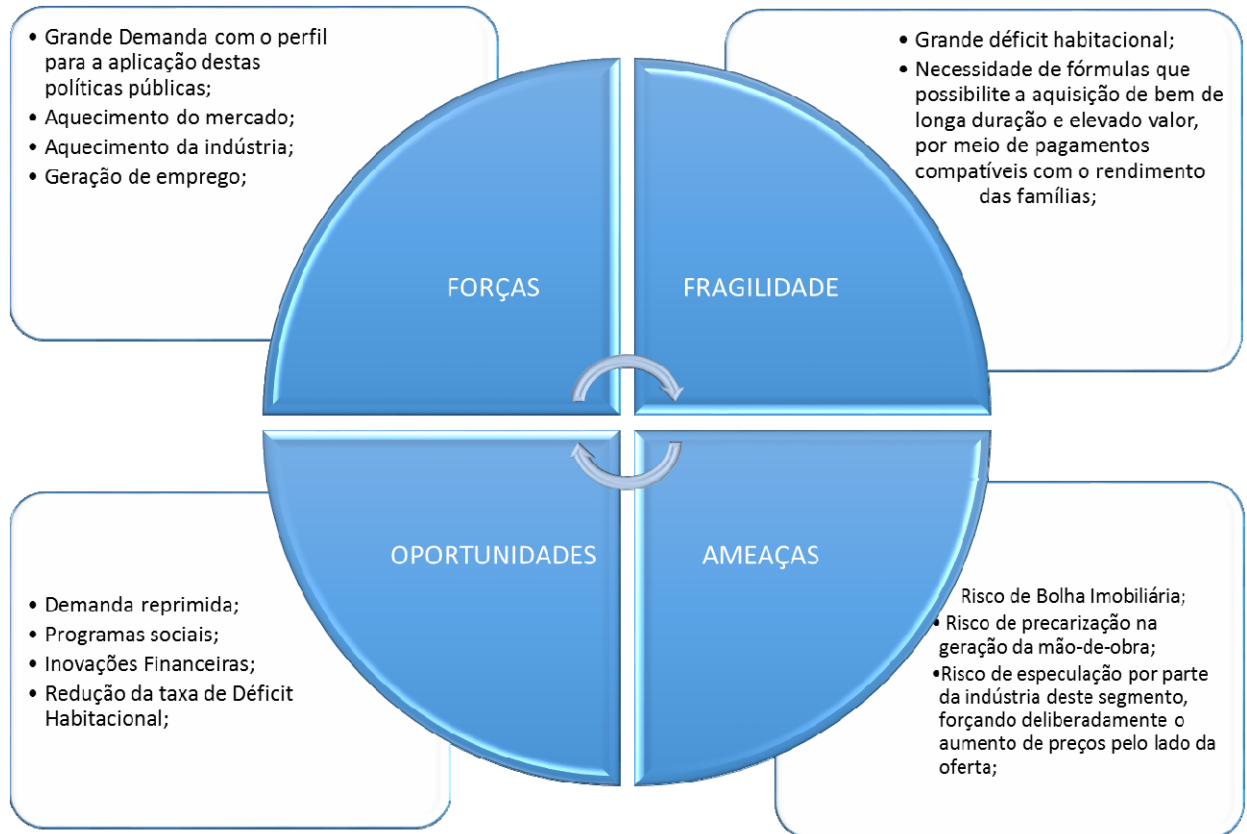 • Grande Demanda com o perfil
para a aplicação destas
políticas públicas;
• Aquecimento do mercado;
• Aquecimento da indústria;
• Geração de emprego;
• Grande déficit habitacional;
• Necessidade de fórmulas que
possibilite a aquisição de bem de
longa duração e elevado valor,
por meio de pagamentos
compatíveis com o rendimento
das famílias;
FORÇAS
FRAGILIDADE
OPORTUNIDADES
AMEAÇAS
• Demanda reprimida;
• Programas sociais;
• Inovações Financeiras;
• Redução da taxa de Déficit
Habitacional;
Risco de Bolha Imobiliária;
• Risco de precarização na
geração da mão-de-obra;
•Risco de especulação por parte
da indústria deste segmento,
forçando deliberadamente o
aumento de preços pelo lado da
oferta;